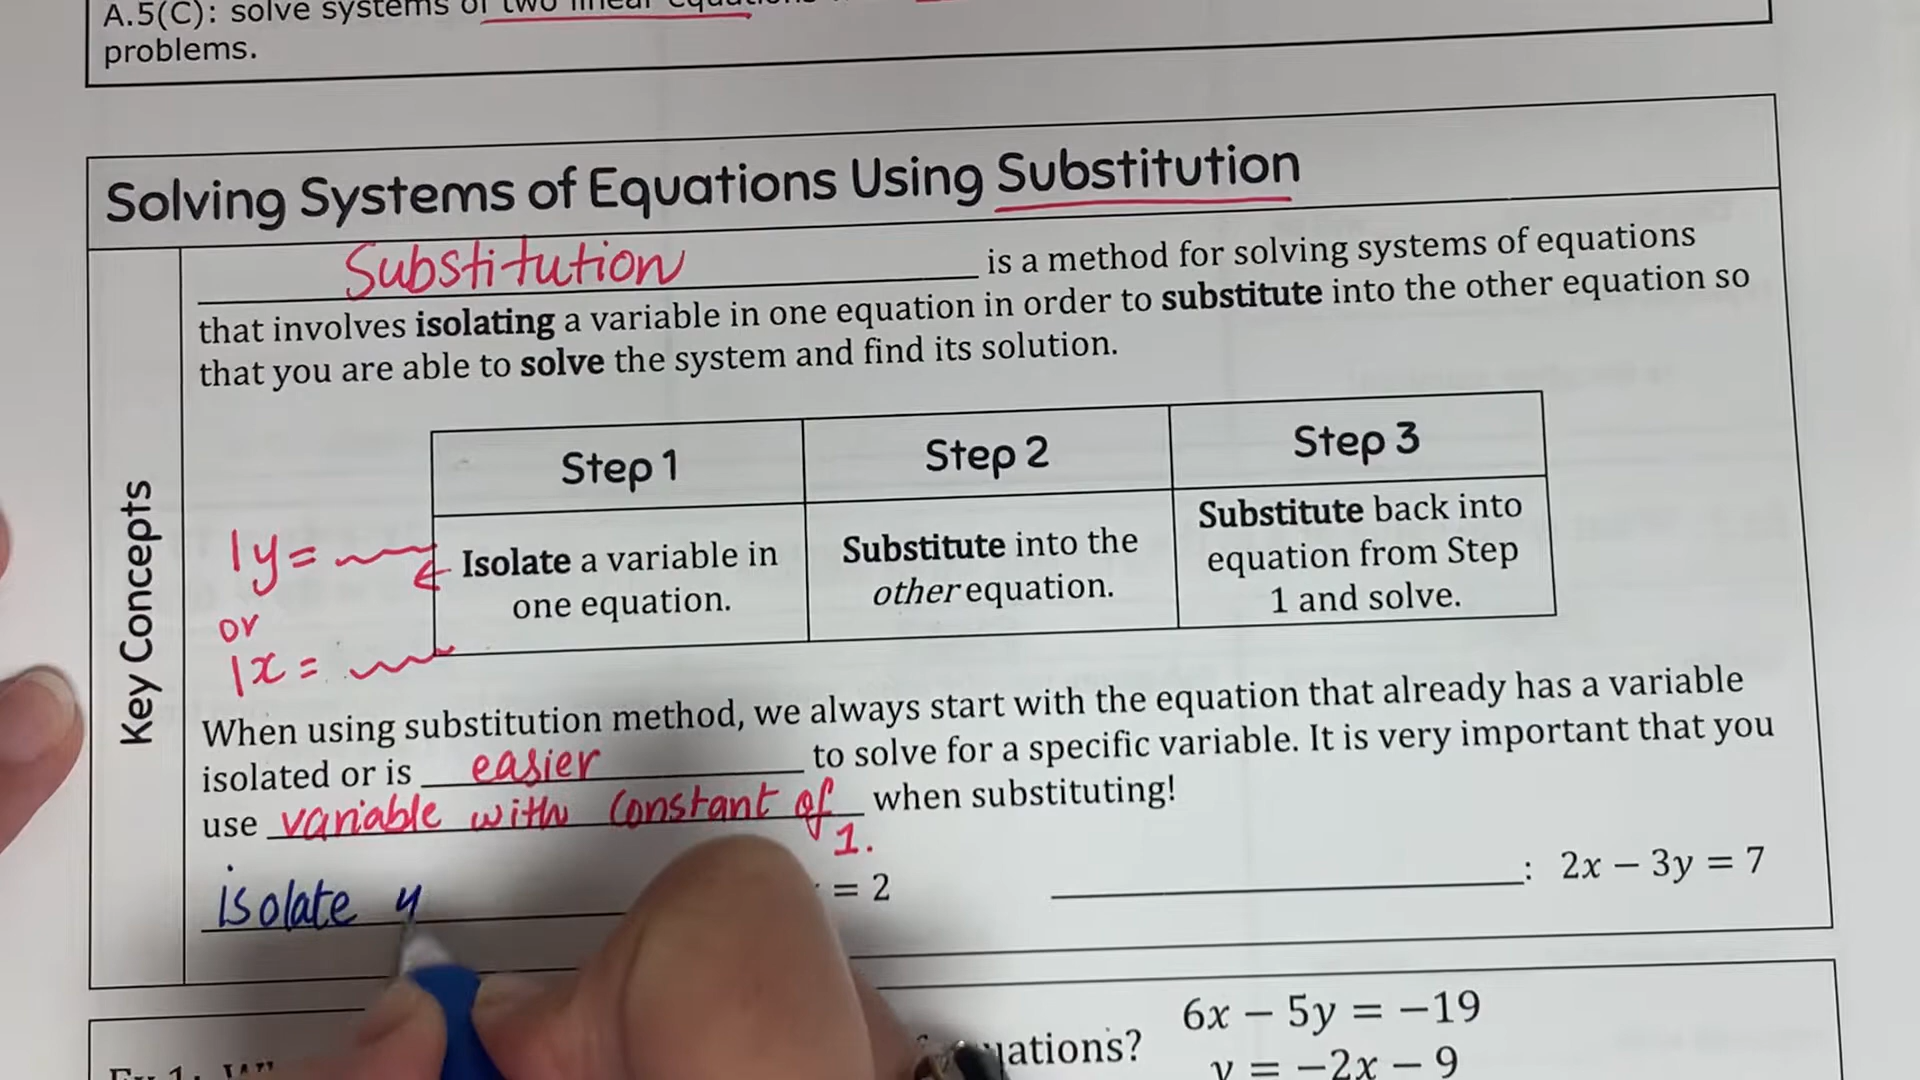 A.5(C): solve systems of two linear equations
problems.
Solving Systems of Equations Using Substitution
Substitution is a method for solving systems of equations
that involves isolating a variable in one equation in order to substitute into the other equation so
that you are able to solve the system and find its solution.
Key Concepts
Step 1
Step 2
Step 3
1y =
or
1x =
Isolate a variable in
one equation.
Substitute into the
other equation.
Substitute back into
equation from Step
1 and solve.
When using substitution method, we always start with the equation that already has a variable
isolated or is easier to solve for a specific variable. It is very important that you
use variable with constant of 1. when substituting!
isolate y
= 2
: 2x − 3y = 7
Ex 1:
6x − 5y = −19
y = −2x − 9